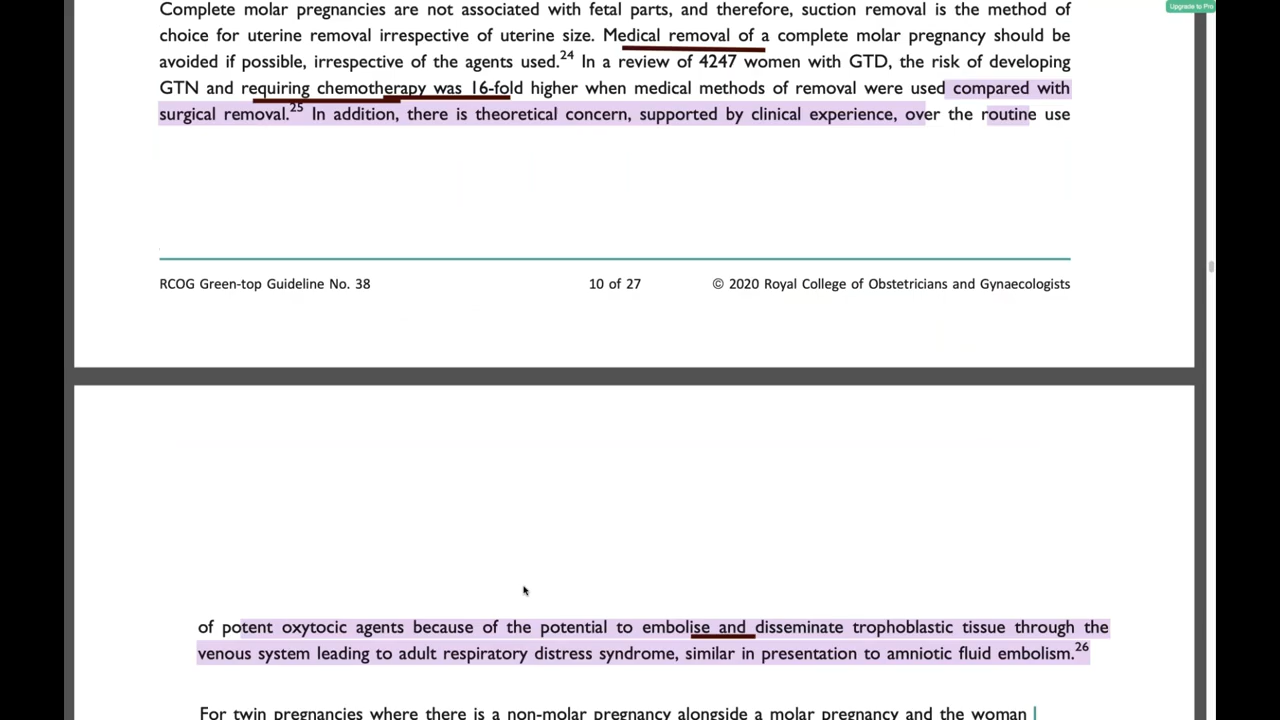 Upgrade to Pro
Complete molar pregnancies are not associated with fetal parts, and therefore, suction removal is the method of
choice for uterine removal irrespective of uterine size. Medical removal of a complete molar pregnancy should be
avoided if possible, irrespective of the agents used.24 In a review of 4247 women with GTD, the risk of developing
GTN and requiring chemotherapy was 16-fold higher when medical methods of removal were used compared with
surgical removal.25 In addition, there is theoretical concern, supported by clinical experience, over the routine use
RCOG Green-top Guideline No. 38 10 of 27 © 2020 Royal College of Obstetricians and Gynaecologists
of potent oxytocic agents because of the potential to embolise and disseminate trophoblastic tissue through the
venous system leading to adult respiratory distress syndrome, similar in presentation to amniotic fluid embolism.26
For twin pregnancies where there is a non-molar pregnancy alongside a molar pregnancy and the woman